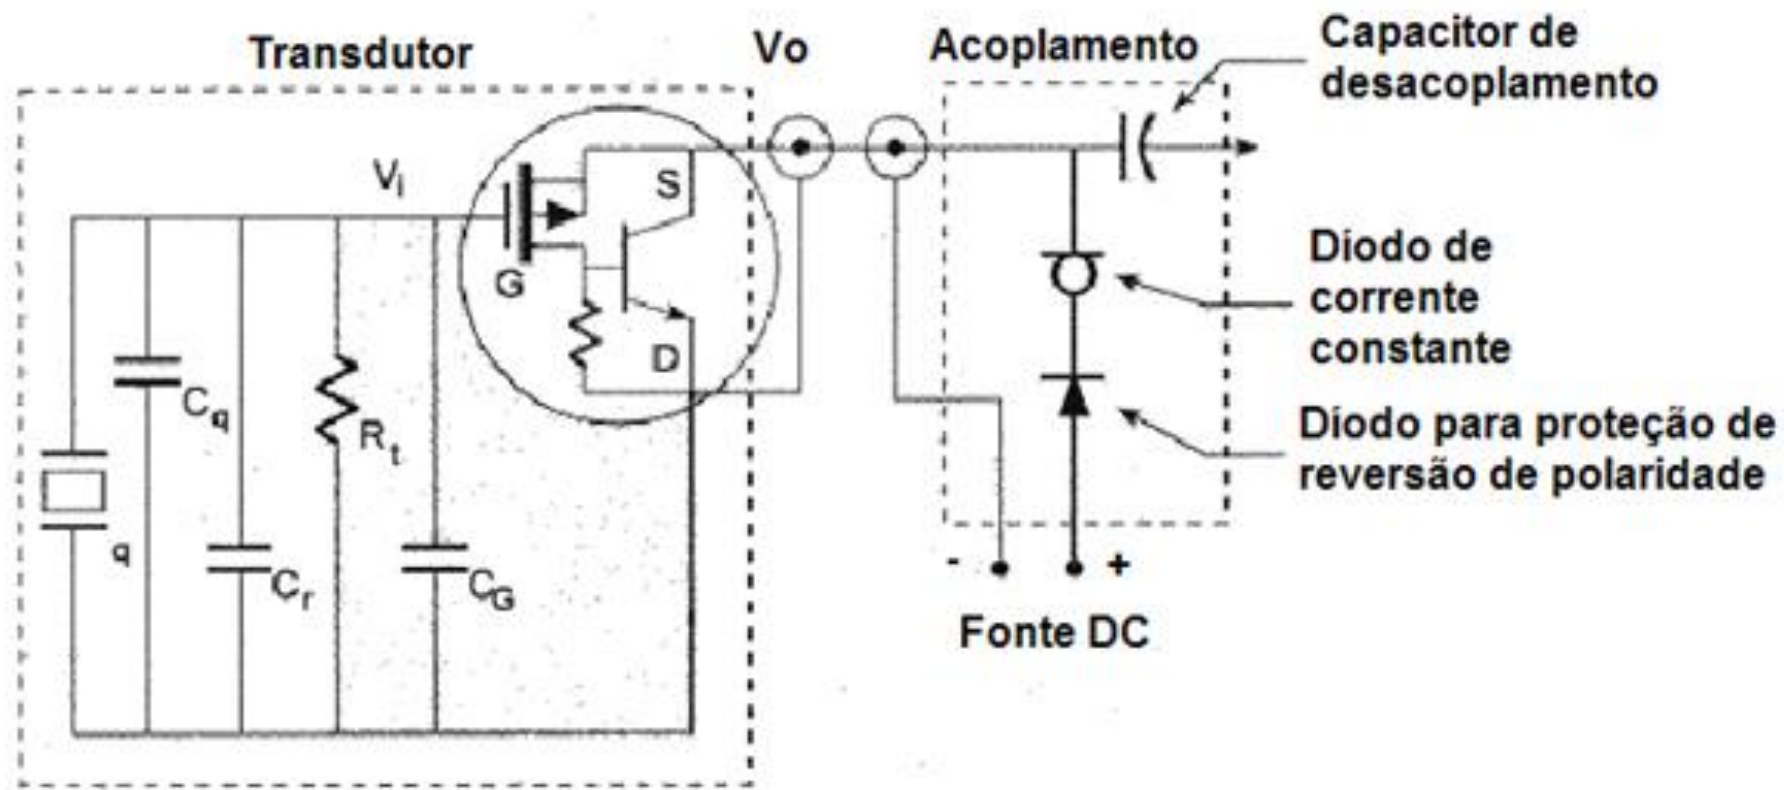 Transdutor
Vo
Acoplamento
Capacitor de
desacoplamento
Vi
S
G
D
Cq
Rt
q
Cr
CG
Diodo de
corrente
constante
Diodo para proteção de
reversão de polaridade
- +
Fonte DC